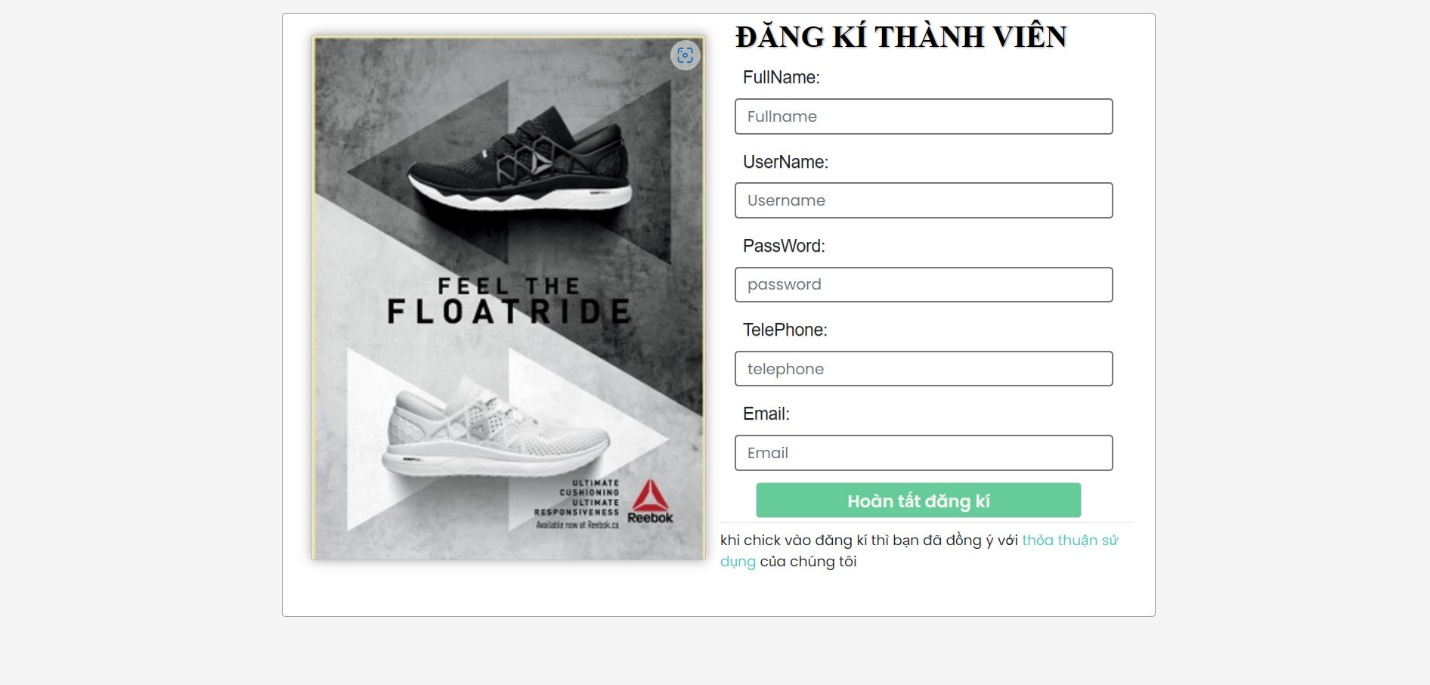 FEEL THE
FLOATRIDE
ULTIMATE
CUSHIONING
ULTIMATE
RESPONSIVENESS
Available now at Reebok.ca
Reebok
ĐĂNG KÍ THÀNH VIÊN
FullName:
Fullname
UserName:
Username
PassWord:
password
TelePhone:
telephone
Email:
Email
Hoàn tất đăng kí
khi chick vào đăng kí thì bạn đã đồng ý với thỏa thuận sử
dụng của chúng tôi